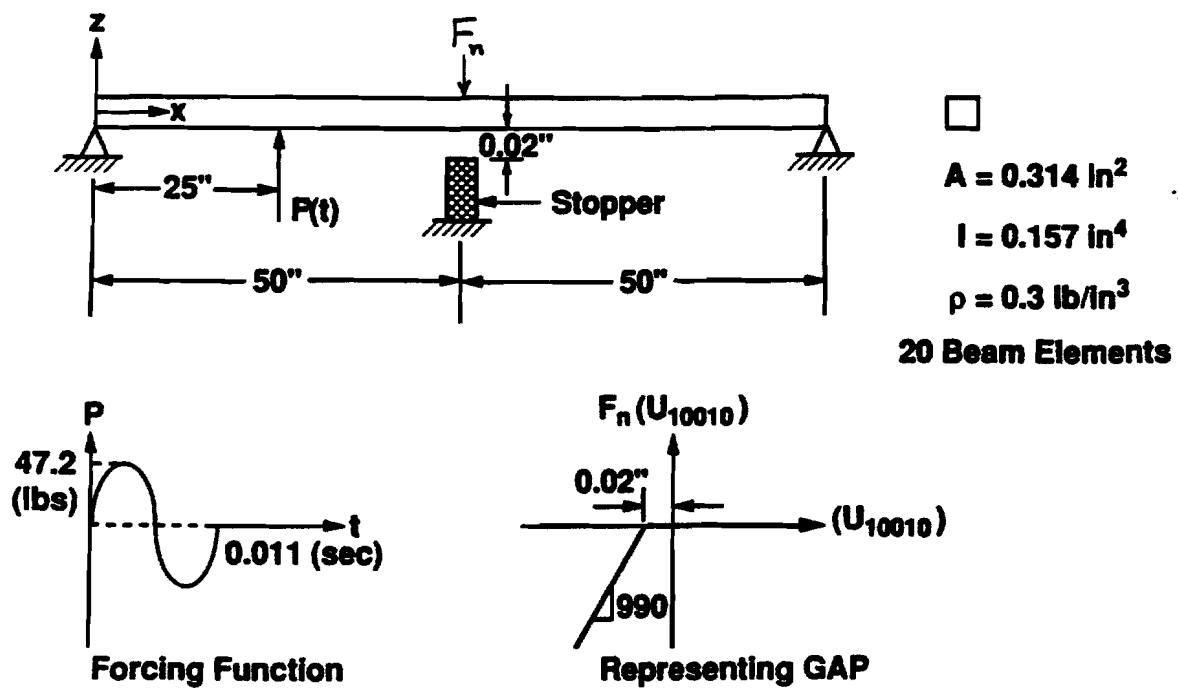 z
Fₙ
x
0.02"
25"
P(t)
Stopper
50"
50"
A = 0.314 in²
I = 0.157 in⁴
ρ = 0.3 lb/in³
20 Beam Elements
P
47.2
(lbs)
t
0.011 (sec)
Forcing Function
Fₙ (U₁₀₀₁₀)
0.02"
(U₁₀₀₁₀)
990
Representing GAP